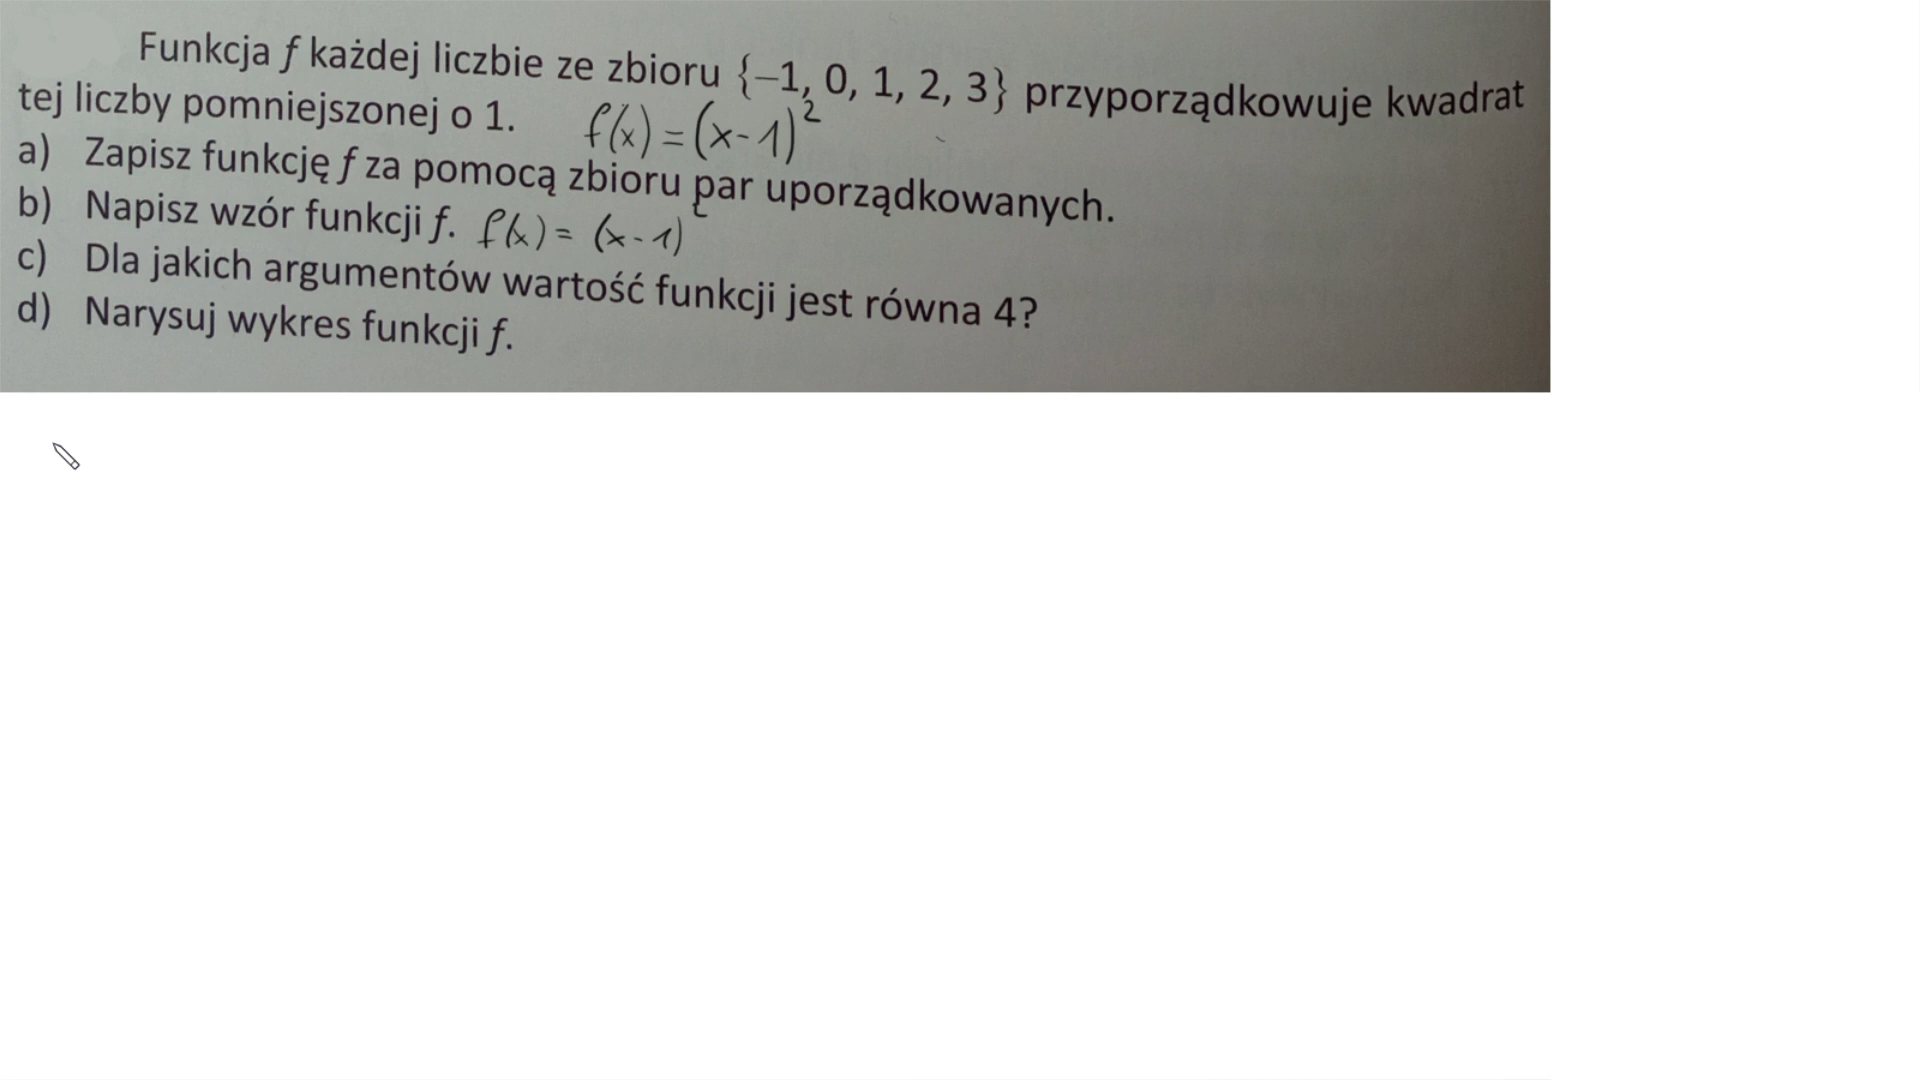 Funkcja f każdej liczbie ze zbioru {–1, 0, 1, 2, 3} przyporządkowuje kwadrat
tej liczby pomniejszonej o 1. f(x) = (x-1)²
a) Zapisz funkcję f za pomocą zbioru par uporządkowanych.
b) Napisz wzór funkcji f. f(x) = (x-1)²
c) Dla jakich argumentów wartość funkcji jest równa 4?
d) Narysuj wykres funkcji f.